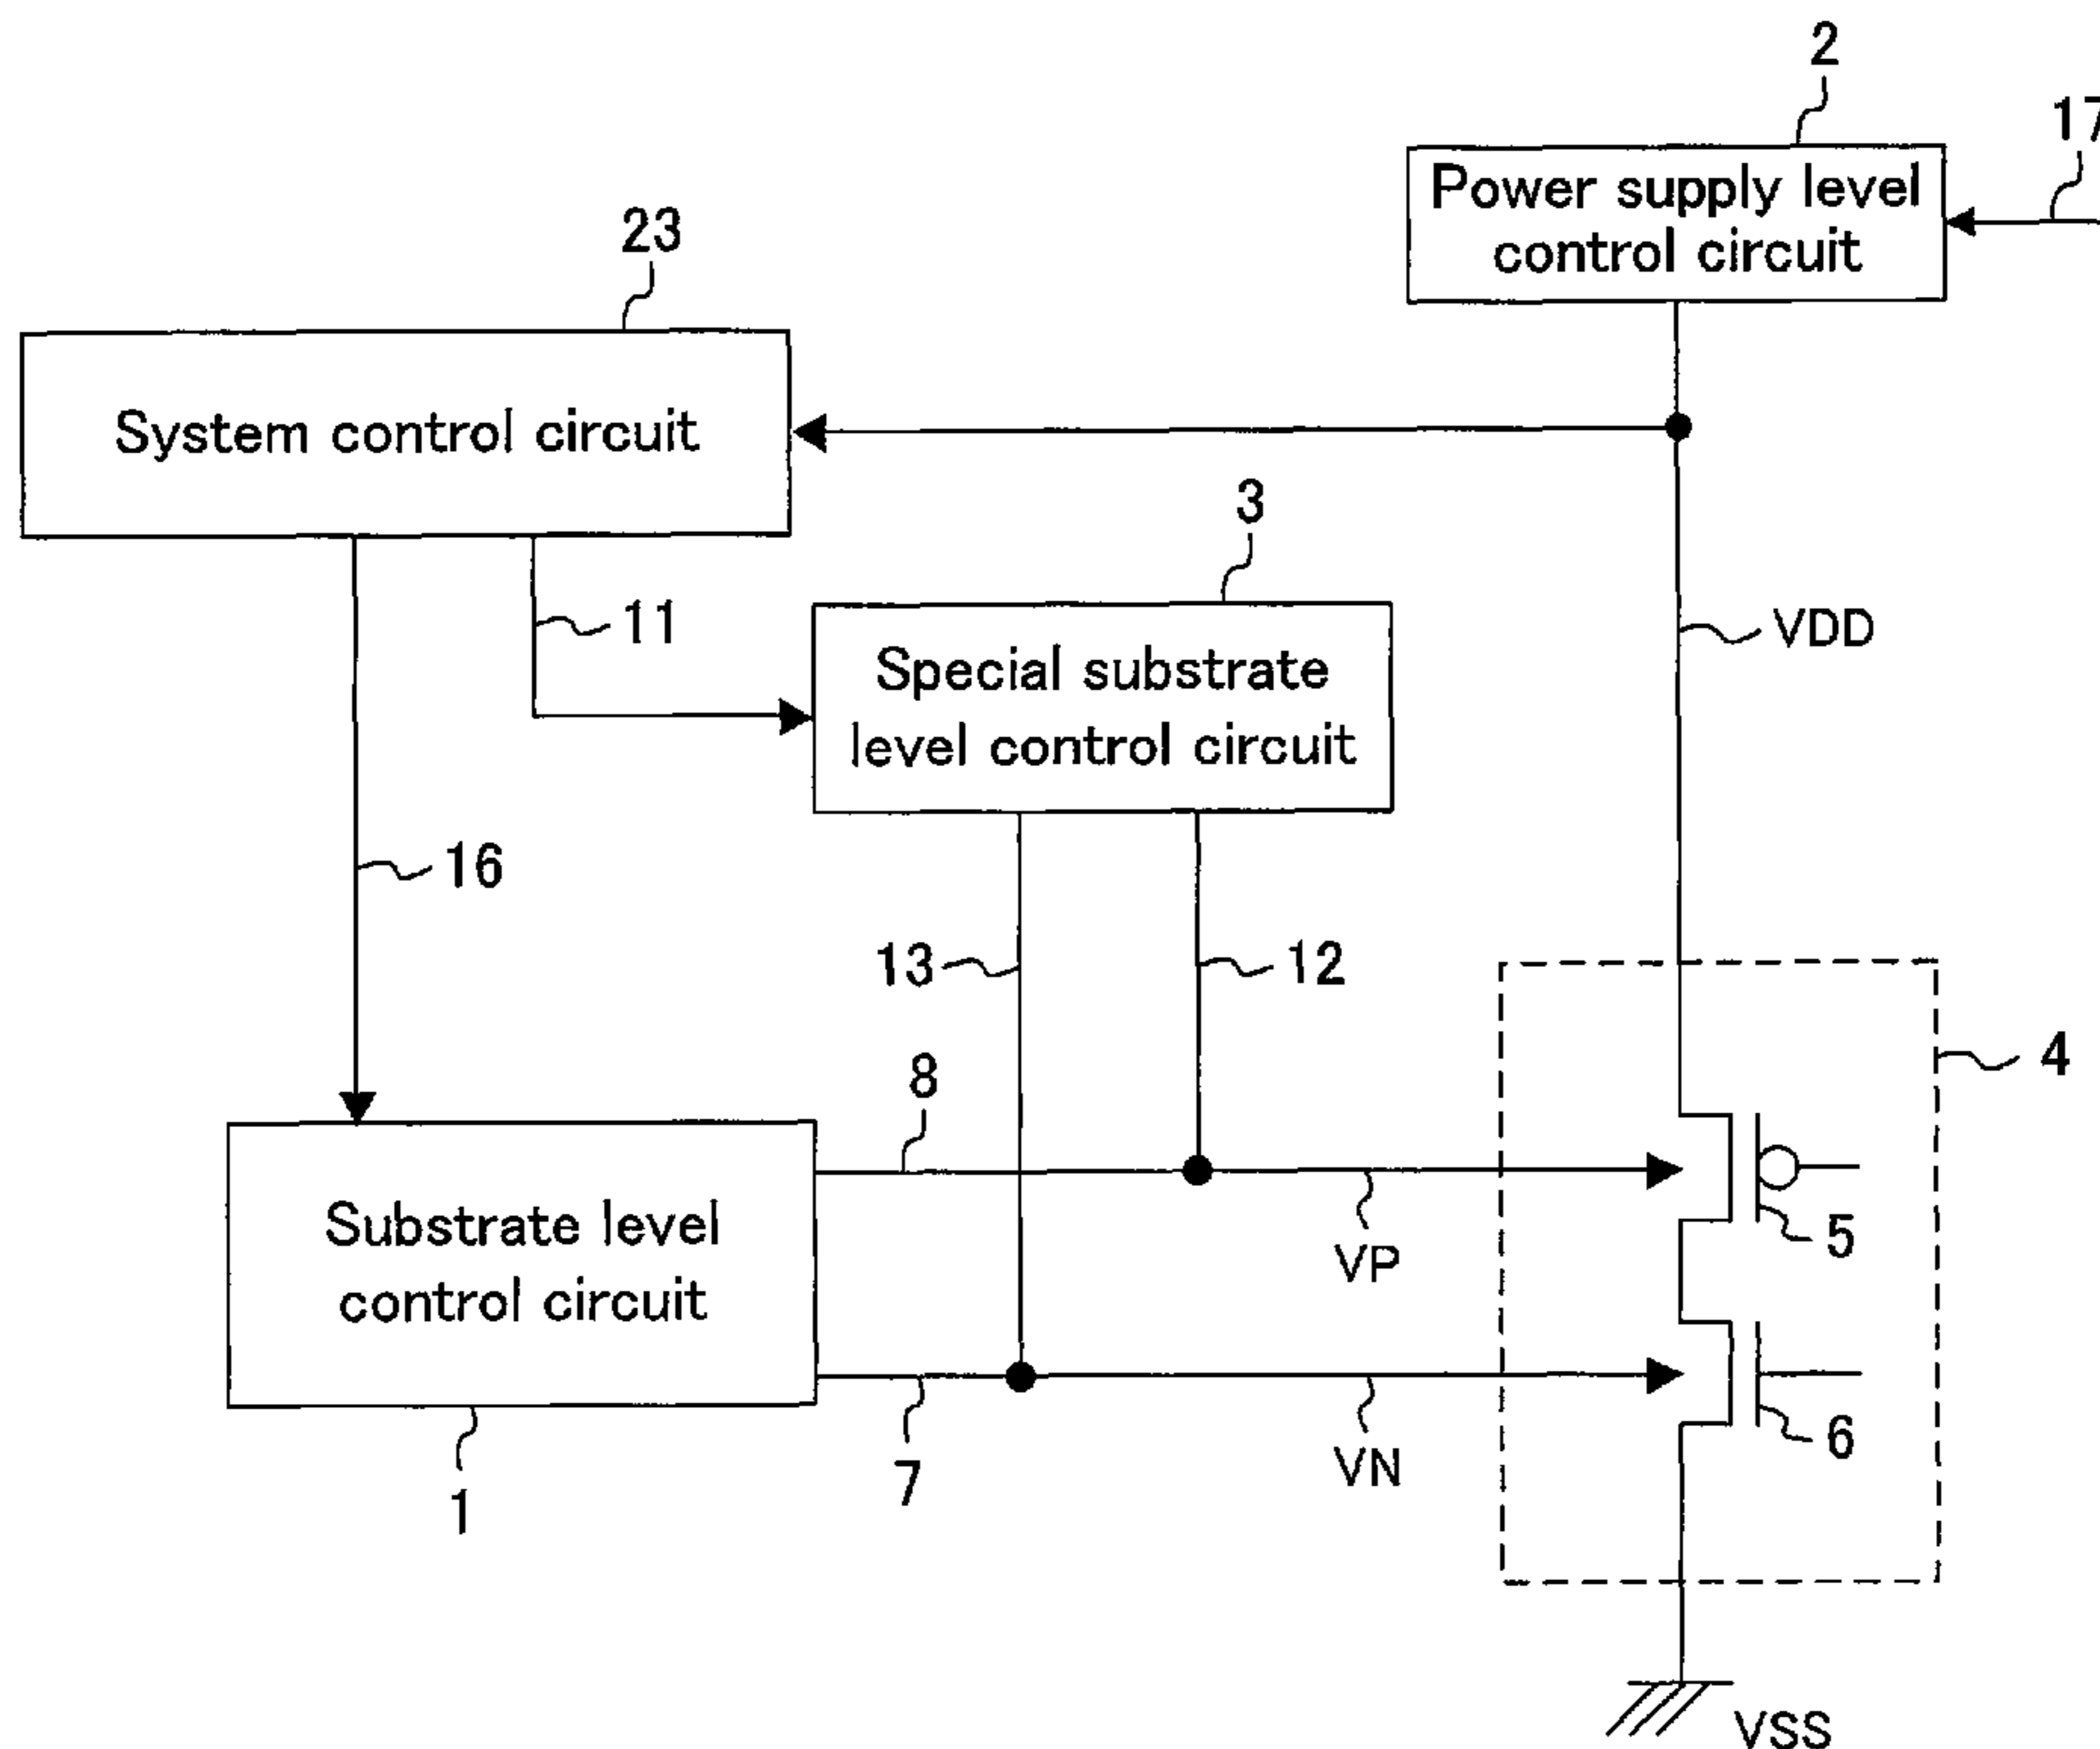 2
17
Power supply level
control circuit
23
System control circuit
3
11
Special substrate
level control circuit
VDD
16
13
12
8
4
Substrate level
control circuit
VP
5
7
VN
6
1
VSS